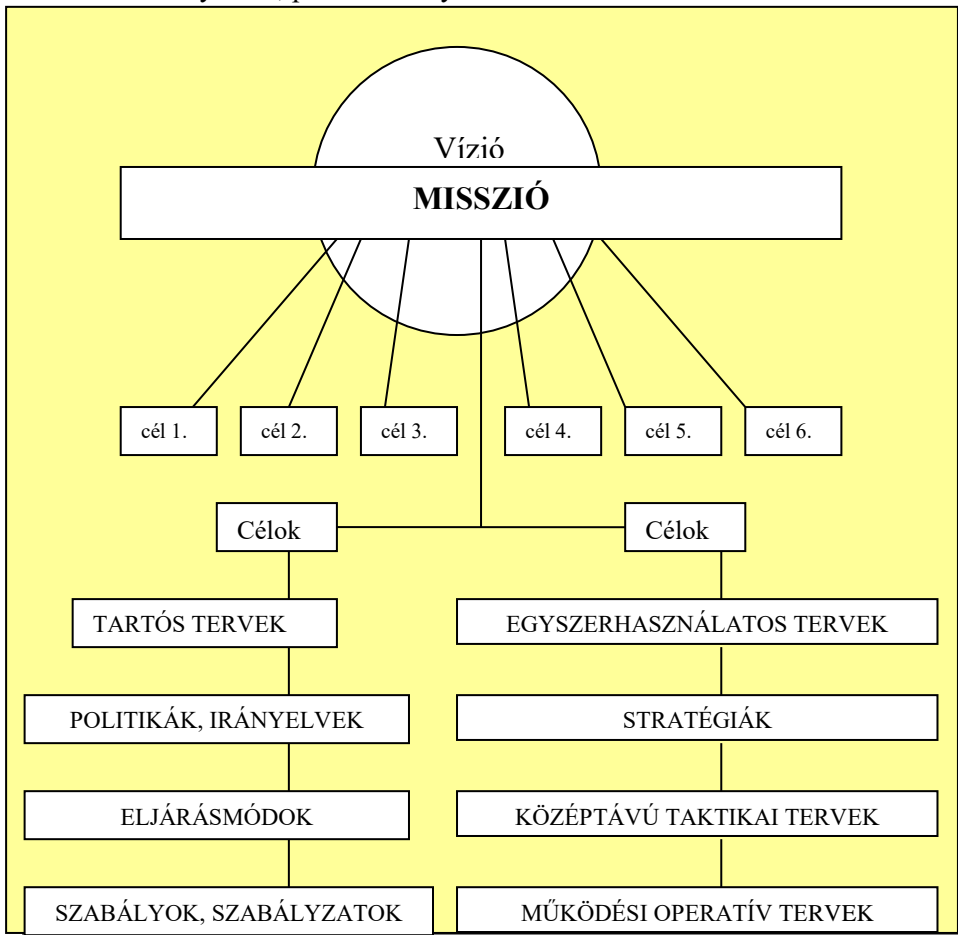 Vízió
MISSZIÓ
cél 1.
cél 2.
cél 3.
cél 4.
cél 5.
cél 6.
Célok
Célok
TARTÓS TERVEK
EGYSZERHASZNÁLATOS TERVEK
POLITIKÁK, IRÁNYELVEK
STRATÉGIÁK
ELJÁRÁSMÓDOK
KÖZÉPTÁVÚ TAKTIKAI TERVEK
SZABÁLYOK, SZABÁLYZATOK
MŰKÖDÉSI OPERATÍV TERVEK